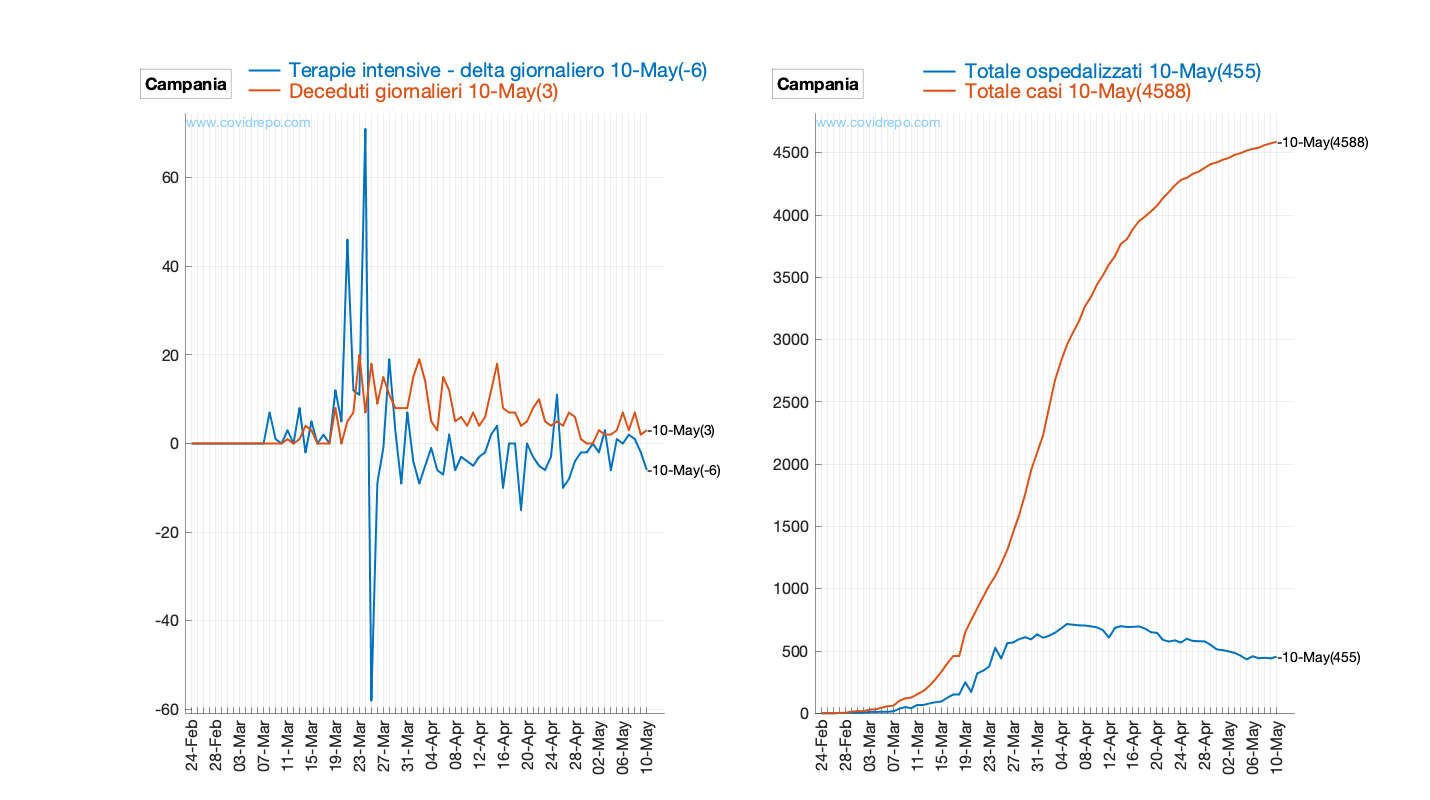 Campania
Terapie intensive - delta giornaliero 10-May(-6)
Deceduti giornalieri 10-May(3)
www.covidrepo.com
60
40
20
0
-20
-40
-60
-10-May(3)
-10-May(-6)
24-Feb
28-Feb
03-Mar
07-Mar
11-Mar
15-Mar
19-Mar
23-Mar
27-Mar
31-Mar
04-Apr
08-Apr
12-Apr
16-Apr
20-Apr
24-Apr
28-Apr
02-May
06-May
10-May
Campania
Totale ospedalizzati 10-May(455)
Totale casi 10-May(4588)
www.covidrepo.com
4500
4000
3500
3000
2500
2000
1500
1000
500
0
-10-May(4588)
-10-May(455)
24-Feb
28-Feb
03-Mar
07-Mar
11-Mar
15-Mar
19-Mar
23-Mar
27-Mar
31-Mar
04-Apr
08-Apr
12-Apr
16-Apr
20-Apr
24-Apr
28-Apr
02-May
06-May
10-May